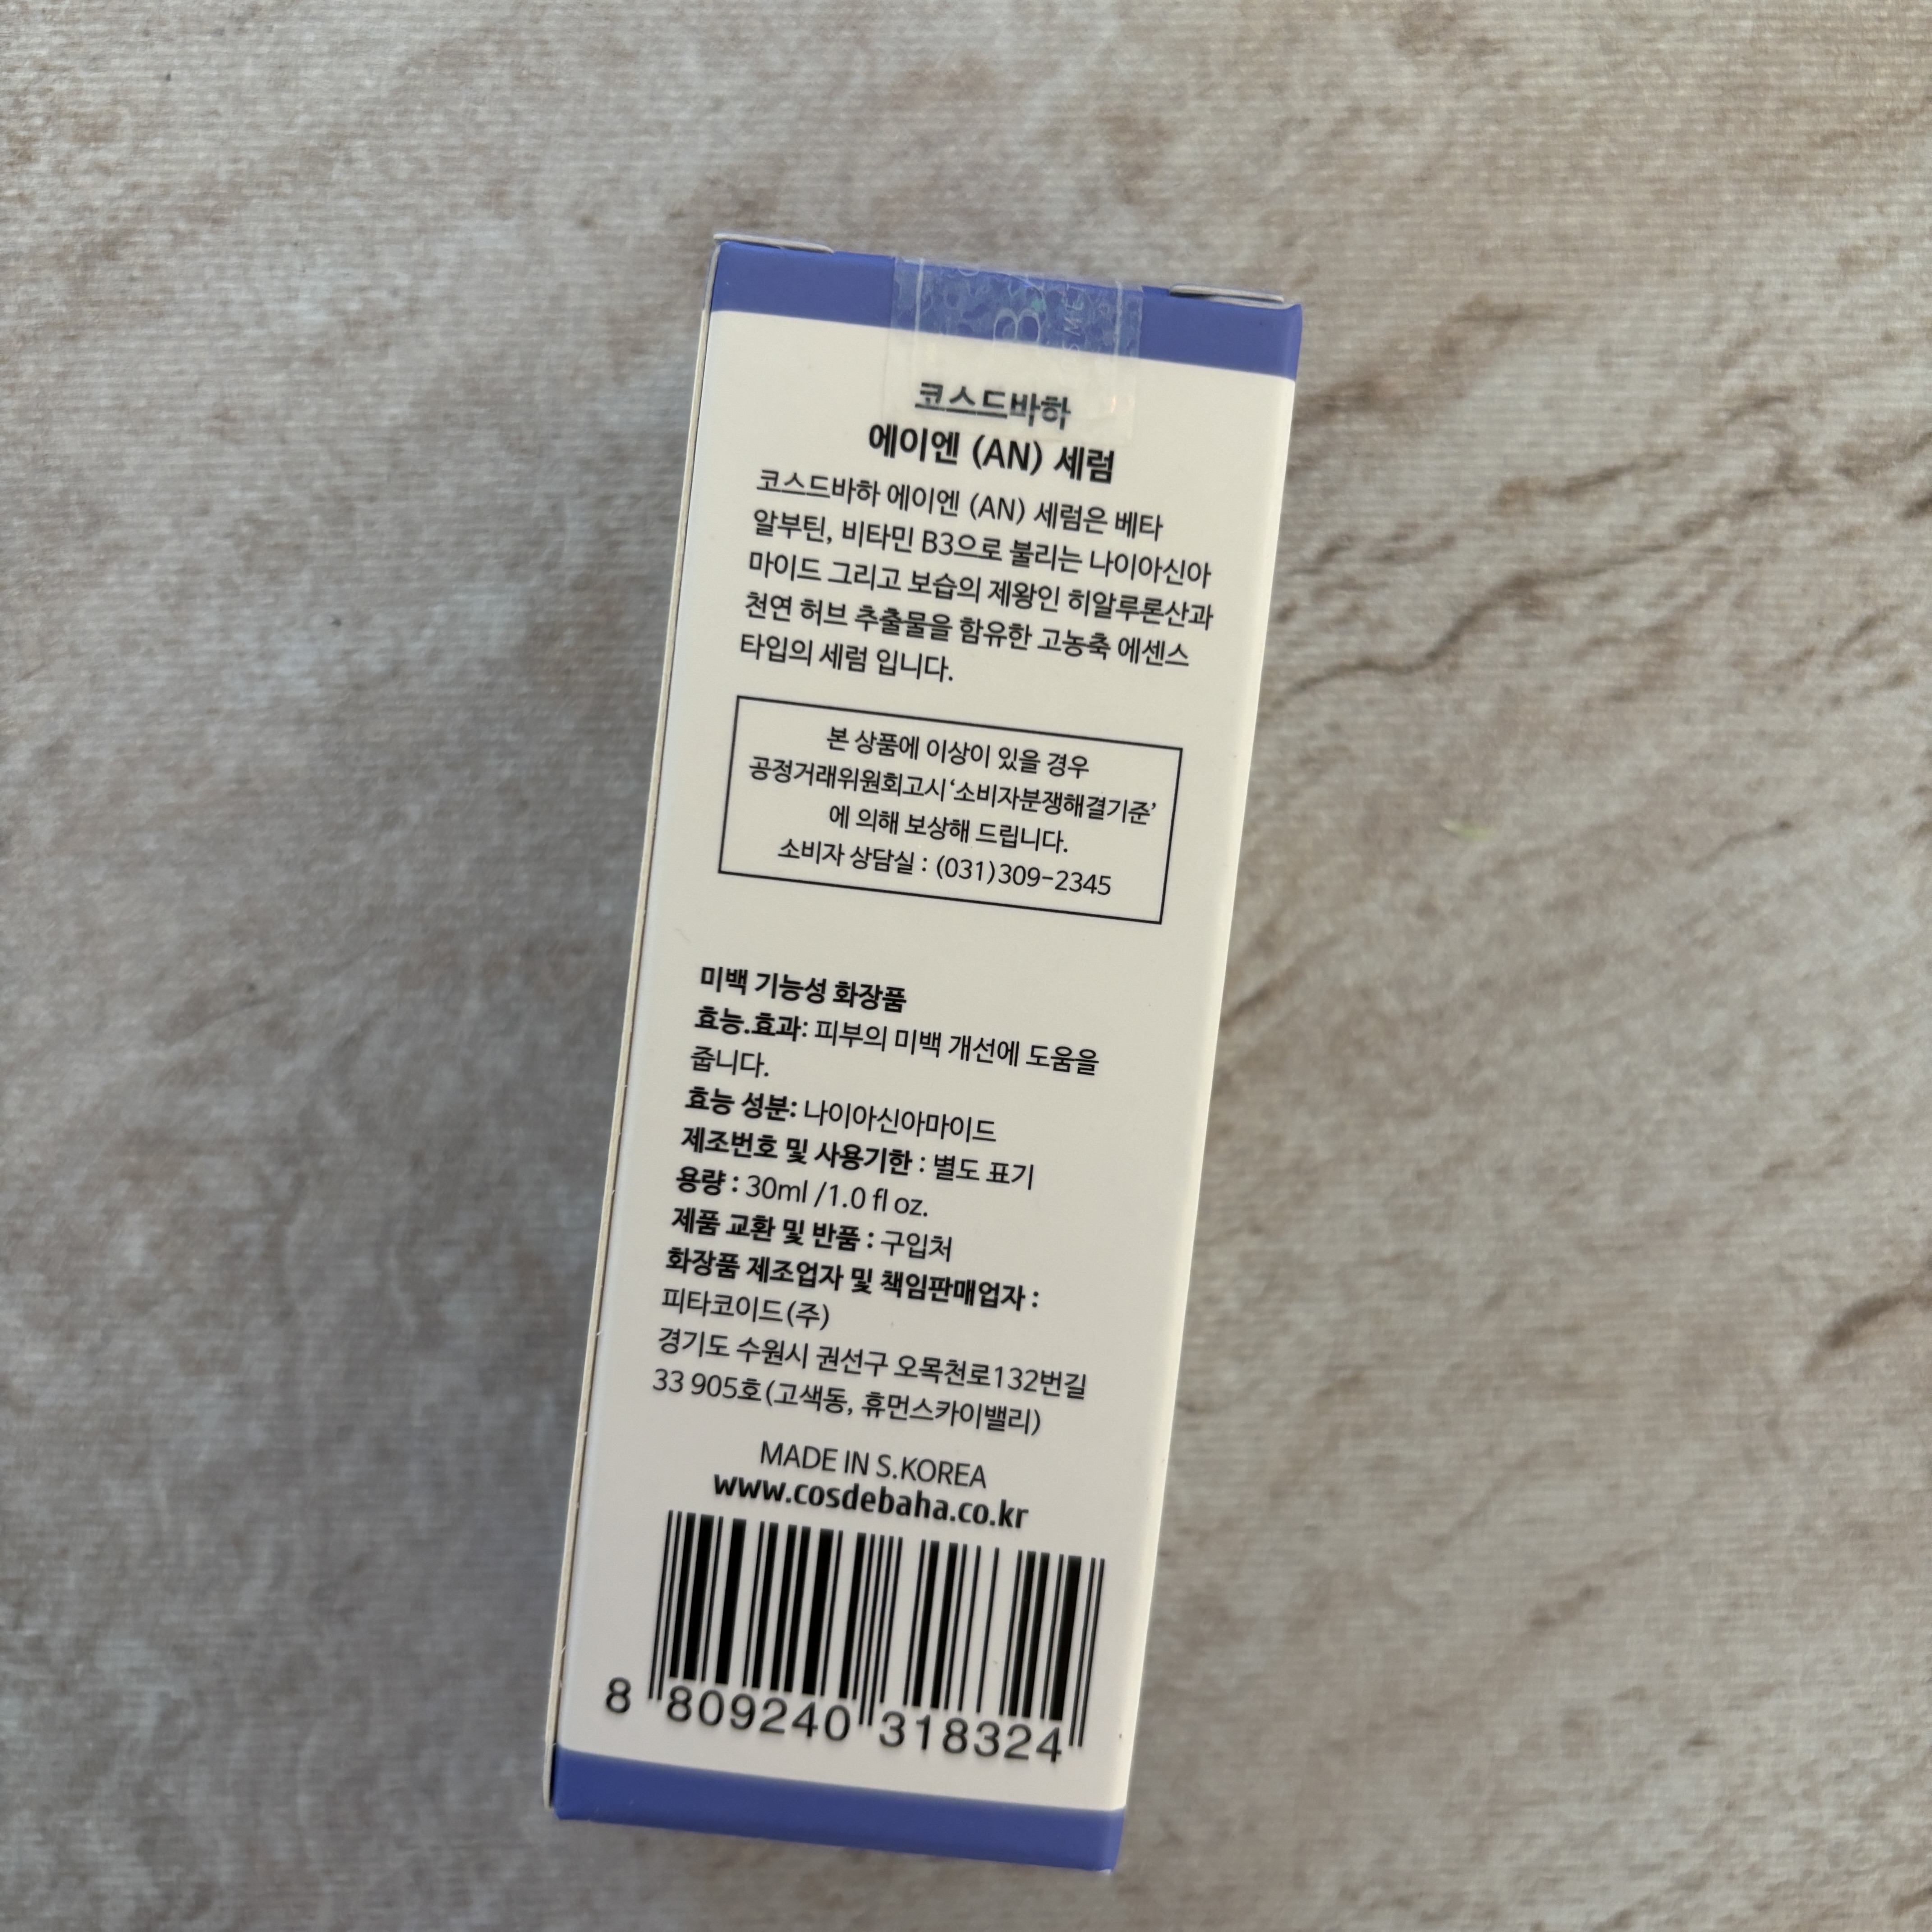 코스드바하
에이엔 (AN) 세럼
코스드바하 에이엔 (AN) 세럼은 베타
알부틴, 비타민 B3으로 불리는 나이아신아
마이드 그리고 보습의 제왕인 히알루론산과
천연 허브 추출물을 함유한 고농축 에센스
타입의 세럼 입니다.
본 상품에 이상이 있을 경우
공정거래위원회고시‘소비자분쟁해결기준’
에 의해 보상해 드립니다.
소비자 상담실 : (031)309-2345
미백 기능성 화장품
효능.효과: 피부의 미백 개선에 도움을
줍니다.
효능 성분: 나이아신아마이드
제조번호 및 사용기한 : 별도 표기
용량 : 30ml /1.0 fl oz.
제품 교환 및 반품 : 구입처
화장품 제조업자 및 책임판매업자 :
피타코이드(주)
경기도 수원시 권선구 오목천로132번길
33 905호(고색동, 휴먼스카이밸리)
MADE IN S.KOREA
www.cosdebaha.co.kr
8 809240 318324